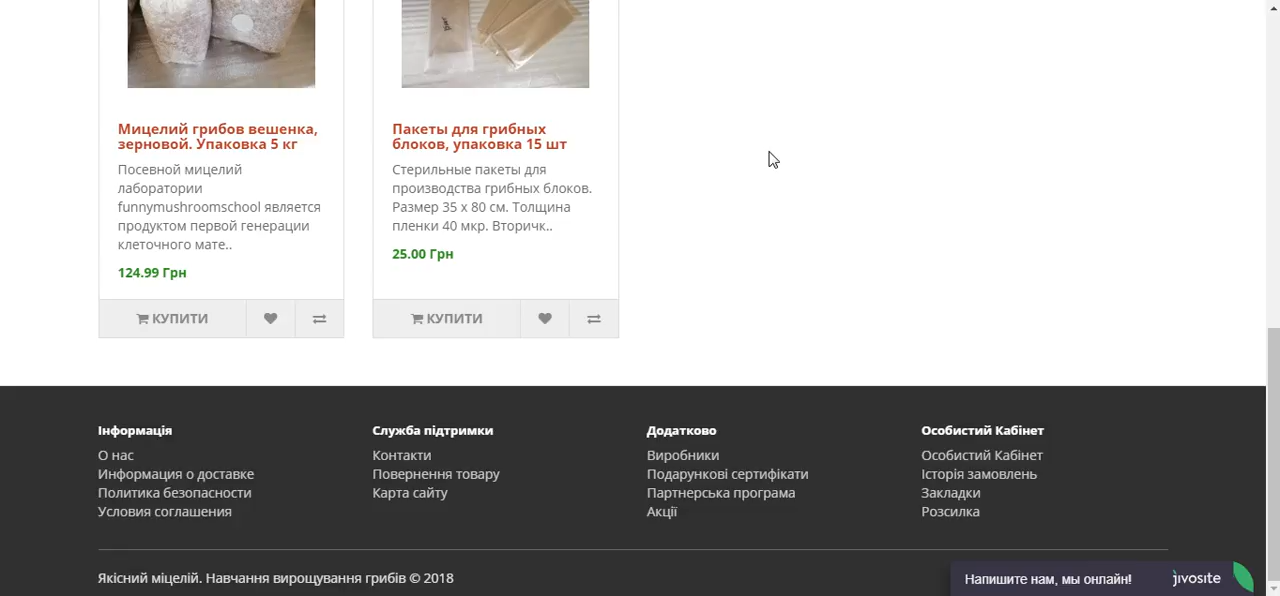 Мицелий грибов вешенка,
зерновой. Упаковка 5 кг
Посевной мицелий
лаборатории
funnymushroomschool является
продуктом первой генерации
клеточного мате..
124.99 Грн
КУПИТИ
Пакеты для грибных
блоков, упаковка 15 шт
Стерильные пакеты для
производства грибных блоков.
Размер 35 х 80 см. Толщина
пленки 40 мкр. Вторичк..
25.00 Грн
КУПИТИ
Інформація
О нас
Информация о доставке
Политика безопасности
Условия соглашения
Служба підтримки
Контакти
Повернення товару
Карта сайту
Додатково
Виробники
Подарункові сертифікати
Партнерська програма
Акції
Особистий Кабінет
Особистий Кабінет
Історія замовлень
Закладки
Розсилка
Якісний міцелій. Навчання вирощування грибів © 2018
Напишите нам, мы онлайн!
jivosite